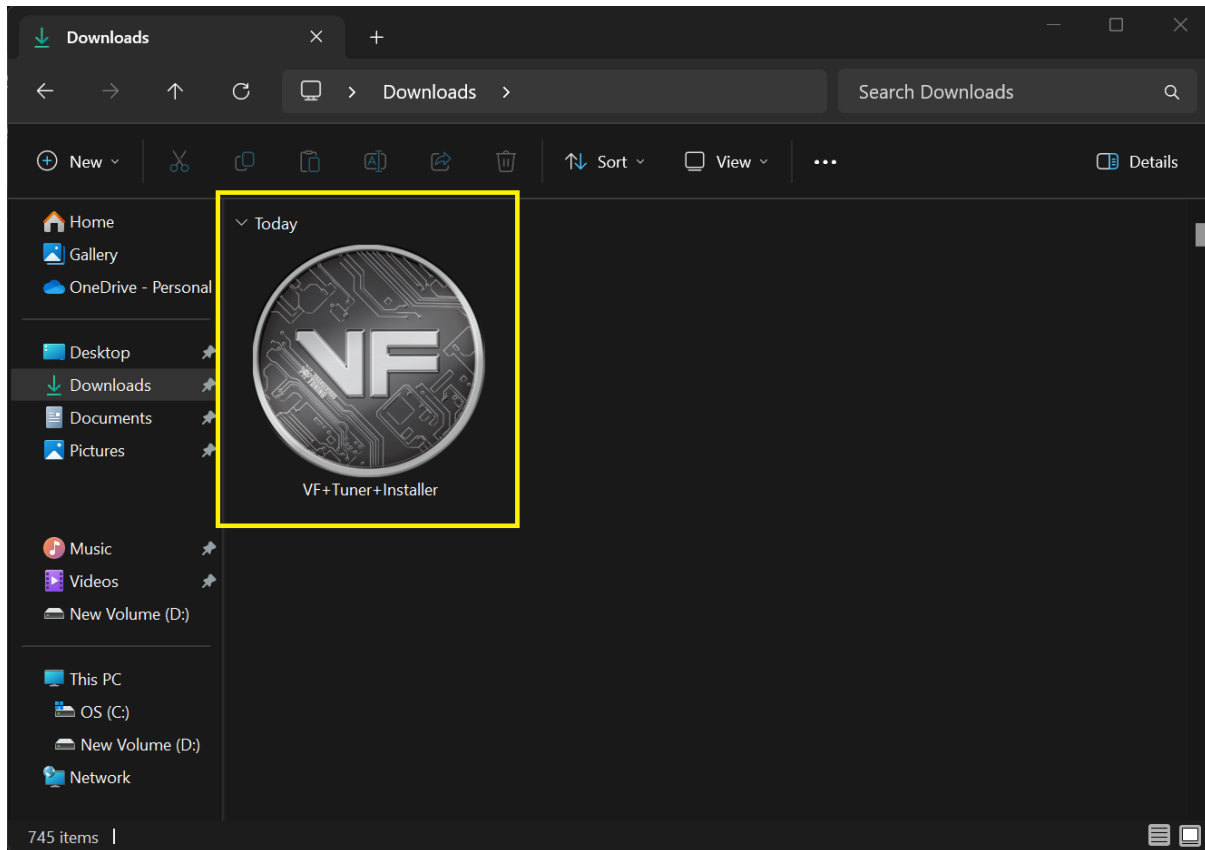 Downloads
Downloads
Search Downloads
New
Sort
View
Details
Home
Gallery
OneDrive - Personal
Desktop
Downloads
Documents
Pictures
Music
Videos
New Volume (D:)
This PC
OS (C:)
New Volume (D:)
Network
Today
VF
VF+Tuner+Installer
745 items